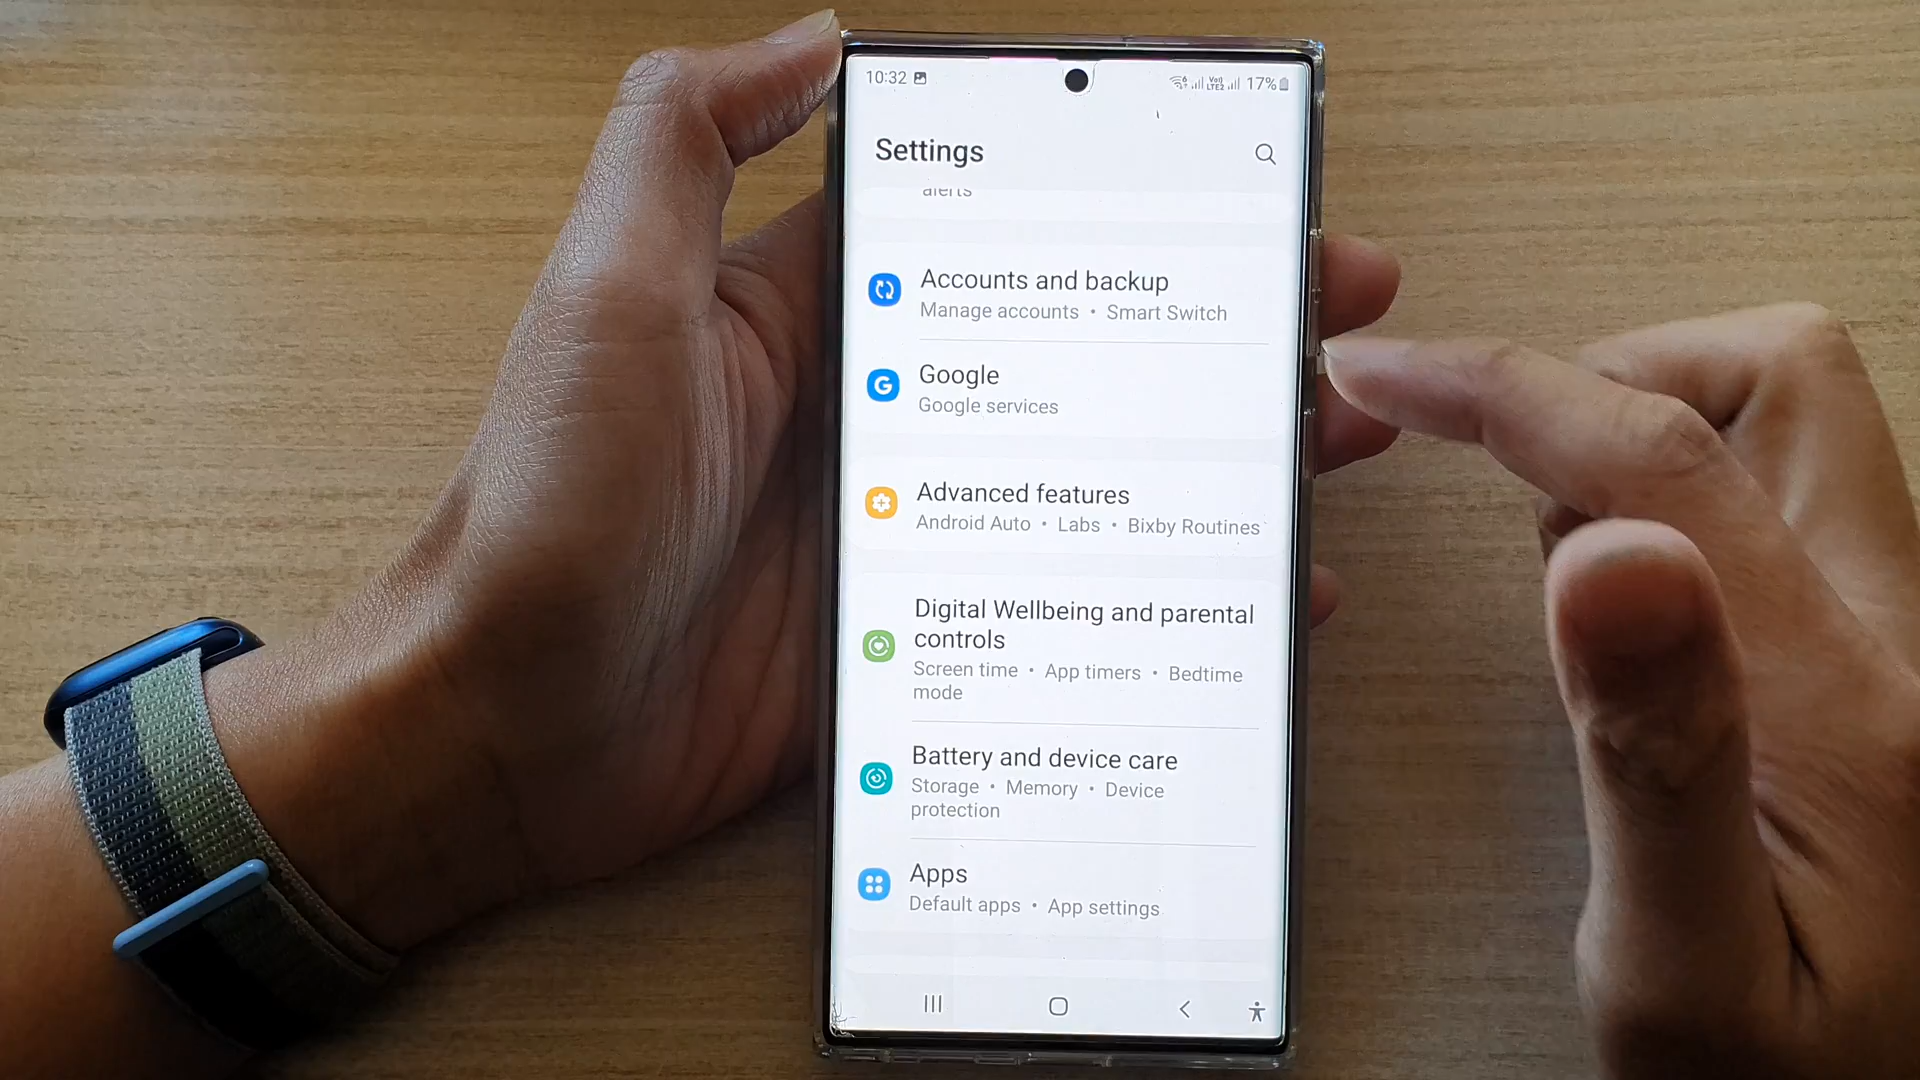 10:32
17%
Settings
alerts
Accounts and backup
Manage accounts • Smart Switch
Google
Google services
Advanced features
Android Auto • Labs • Bixby Routines
Digital Wellbeing and parental
controls
Screen time • App timers • Bedtime
mode
Battery and device care
Storage • Memory • Device
protection
Apps
Default apps • App settings